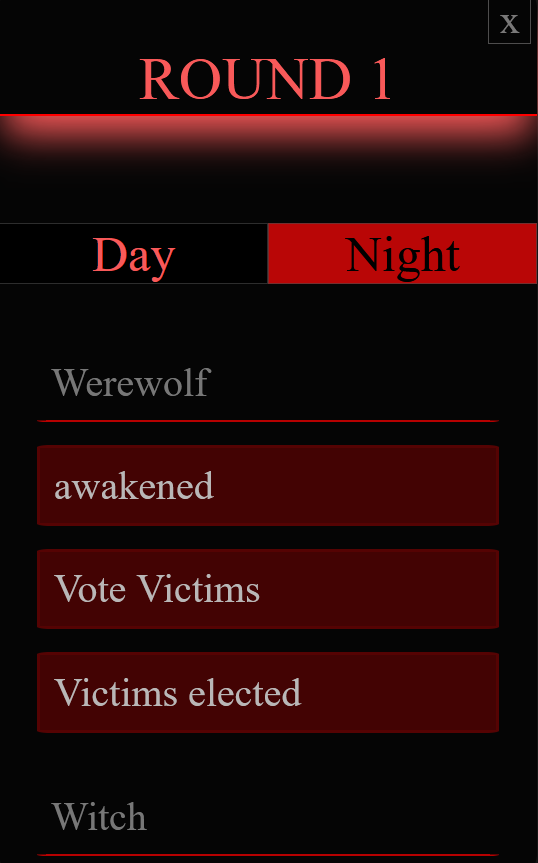 x
ROUND 1
Day Night
Werewolf
awakened
Vote Victims
Victims elected
Witch